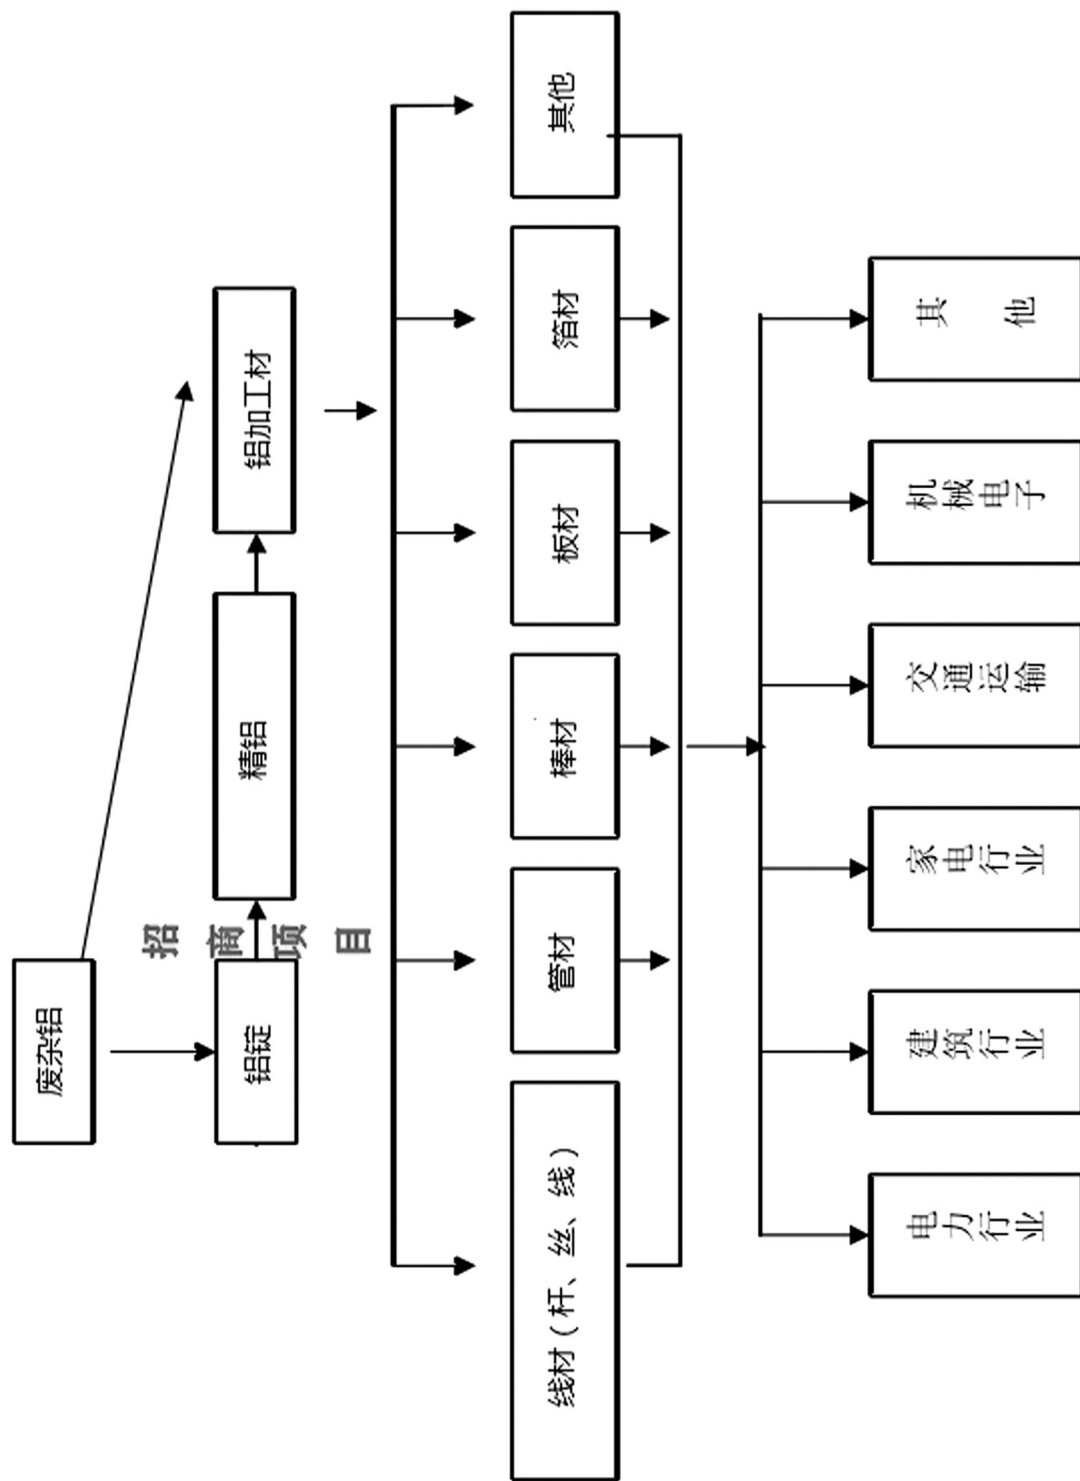 废杂铝
招商项目
铝锭
精铝
铝加工材
线材（杆、丝、线）
管材
棒材
板材
箔材
其他
电力行业
建筑行业
家电行业
交通运输
机械电子
其 他